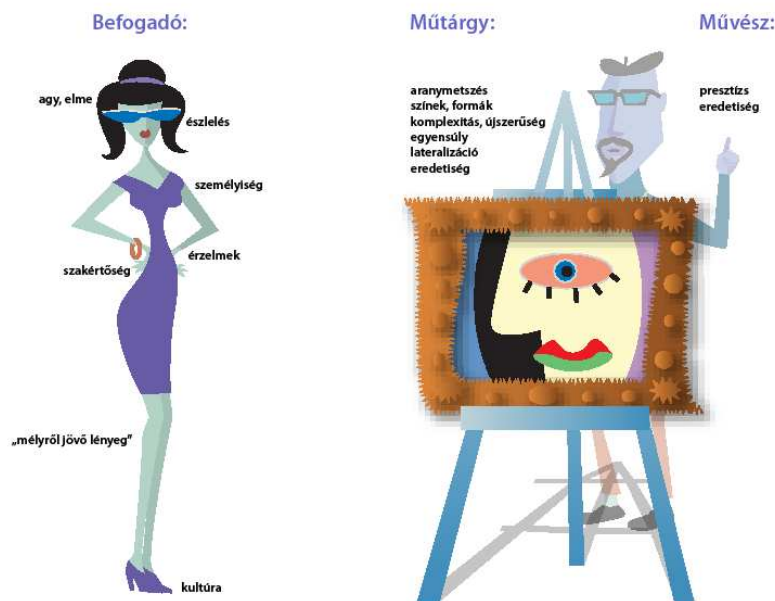 Befogadó:
agy, elme
észlelés
személyiség
érzelmek
szakértőség
„mélyről jövő lényeg”
kultúra
Műtárgy:
aranymetszés
színek, formák
komplexitás, újszerűség
egyensúly
lateralizáció
eredetiség
Művész:
presztízs
eredetiség